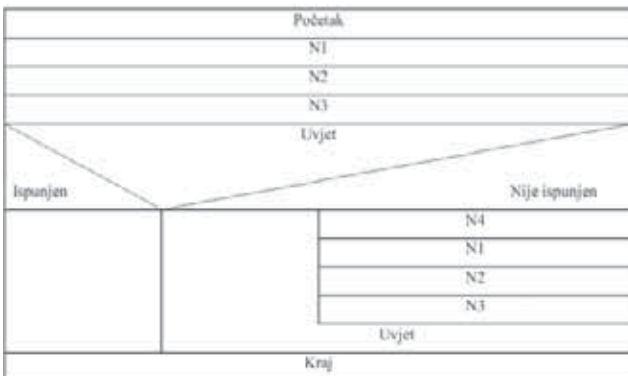 Početak
N1
N2
N3
Uvjet
Ispunjen
Nije ispunjen
N4
N1
N2
N3
Uvjet
Kraj